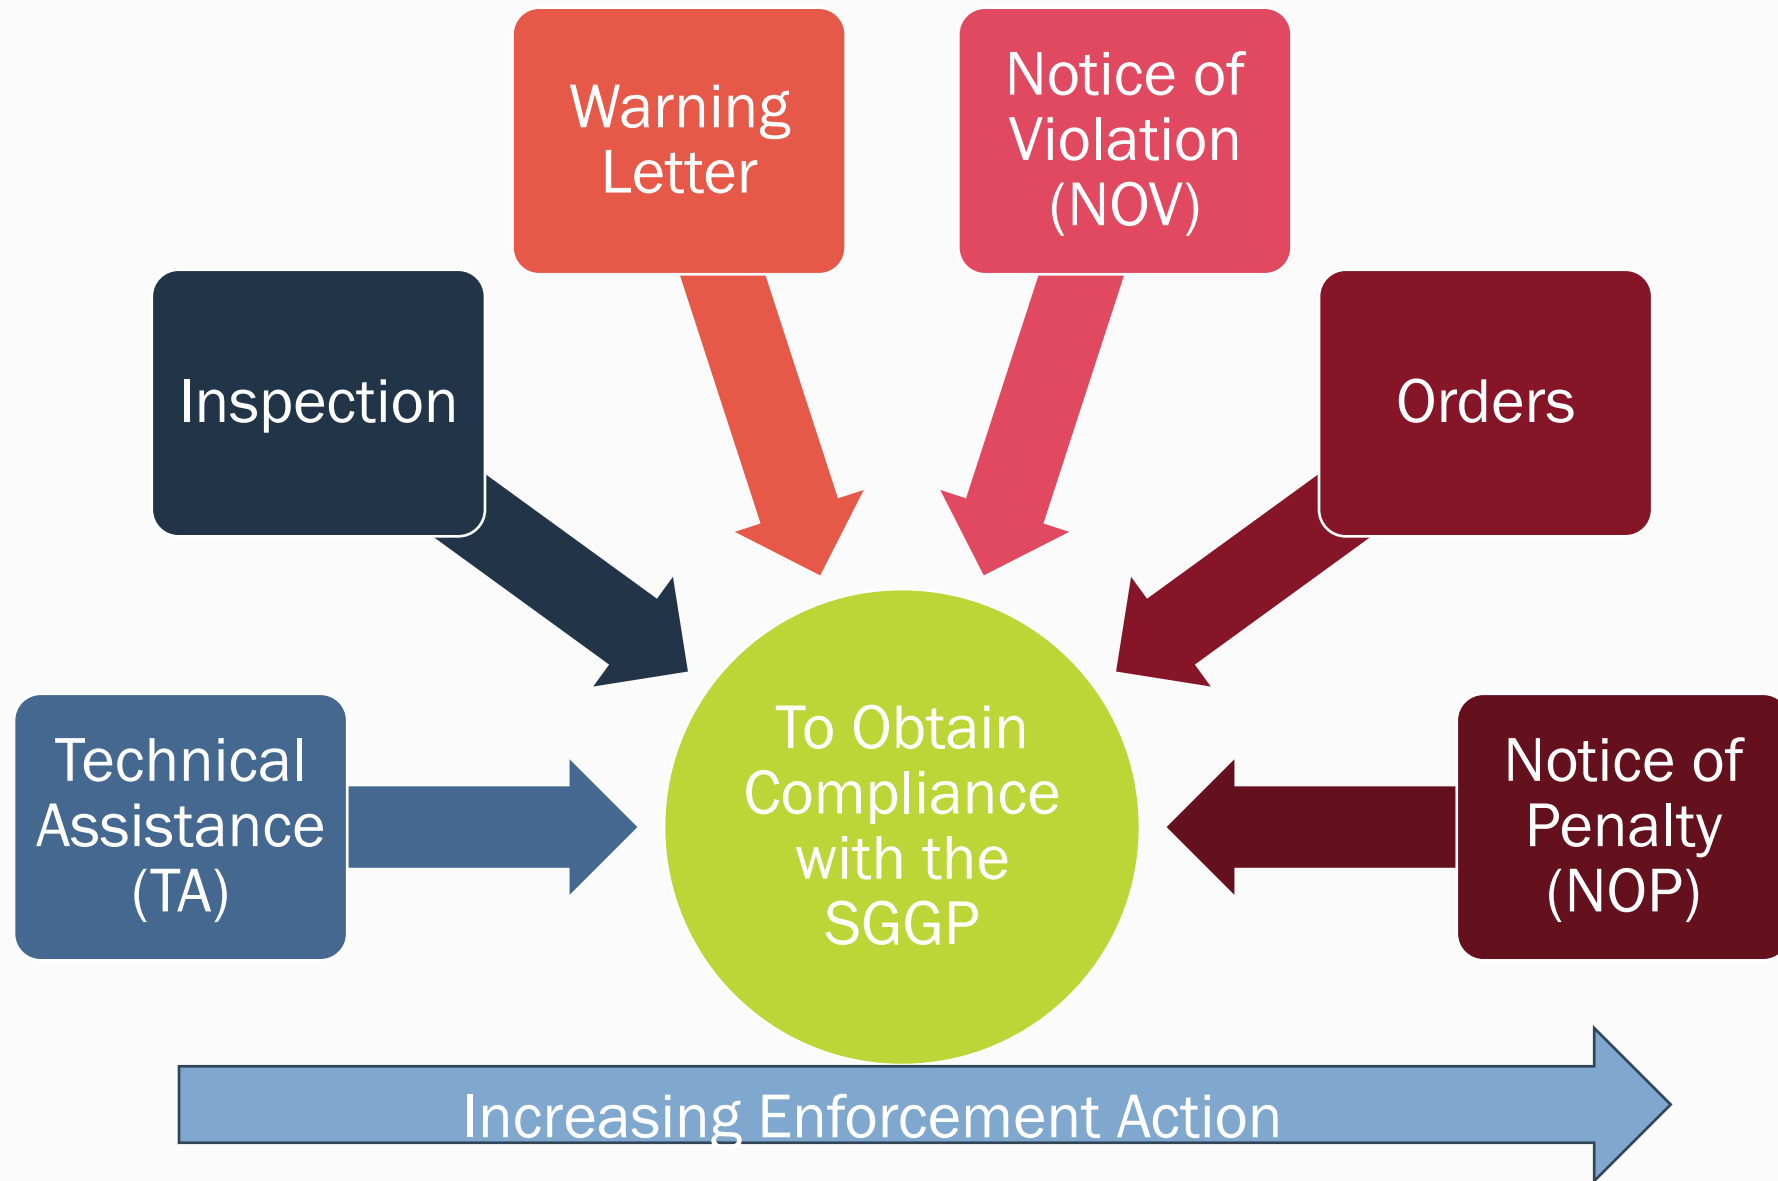 Technical
Assistance
(TA)
Inspection
Warning
Letter
Notice of
Violation
(NOV)
Orders
Notice of
Penalty
(NOP)
To Obtain
Compliance
with the
SGGP
Increasing Enforcement Action